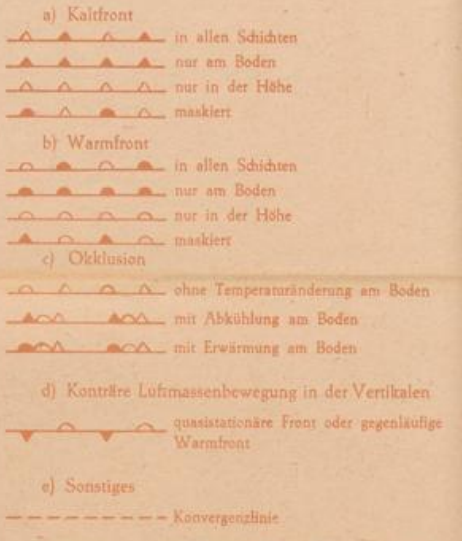 a) Kaltfront
in allen Schichten
nur am Boden
nur in der Höhe
maskiert
b) Warmfront
in allen Schichten
nur am Boden
nur in der Höhe
maskiert
c) Okklusion
ohne Temperaturänderung am Boden
mit Abkühlung am Boden
mit Erwärmung am Boden
d) Konträre Luftmassenbewegung in der Vertikalen
quasistationäre Front oder gegenläufige
Warmfront
e) Sonstiges
Konvergenzlinie